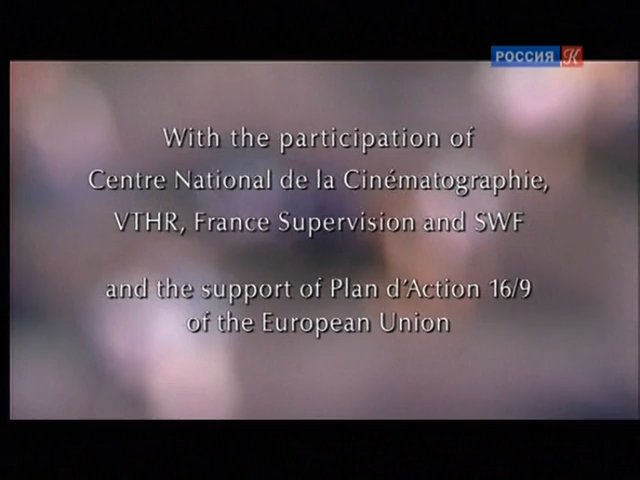 РОССИЯ К
With the participation of
Centre National de la Cinématographie,
VTHR, France Supervision and SWF
and the support of Plan d'Action 16/9
of the European Union